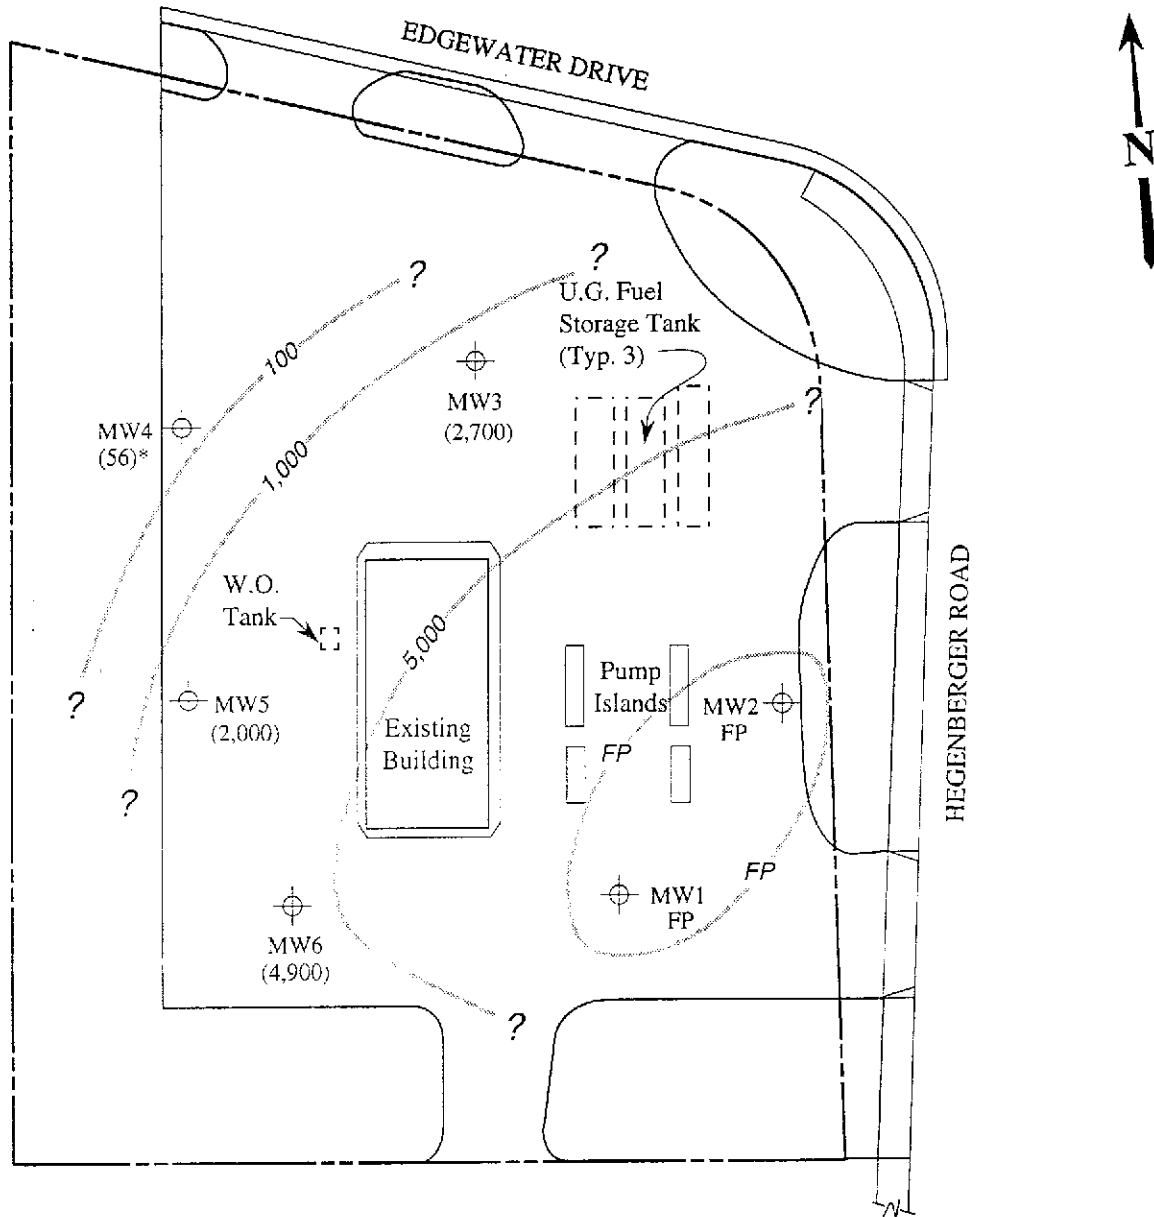 EDGEWATER DRIVE
N
?
?
U.G. Fuel
Storage Tank
(Typ. 3)
100
MW3
(2,700)
?
MW4
(56)*
1,000
W.O.
Tank
5,000
HEGENBERGER ROAD
Pump
Islands
?
MW5
(2,000)
MW2
FP
Existing
Building
FP
?
FP
MW1
FP
MW6
(4,900)
?